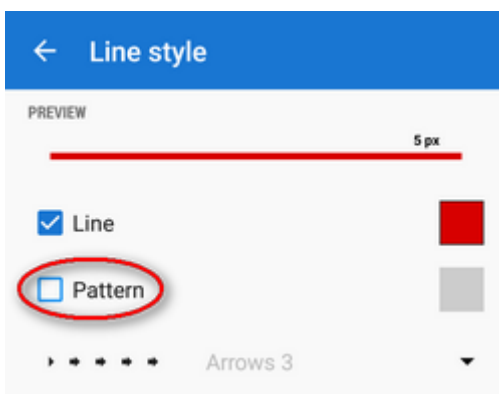 Line style
PREVIEW
5 px
Line
Pattern
Arrows 3